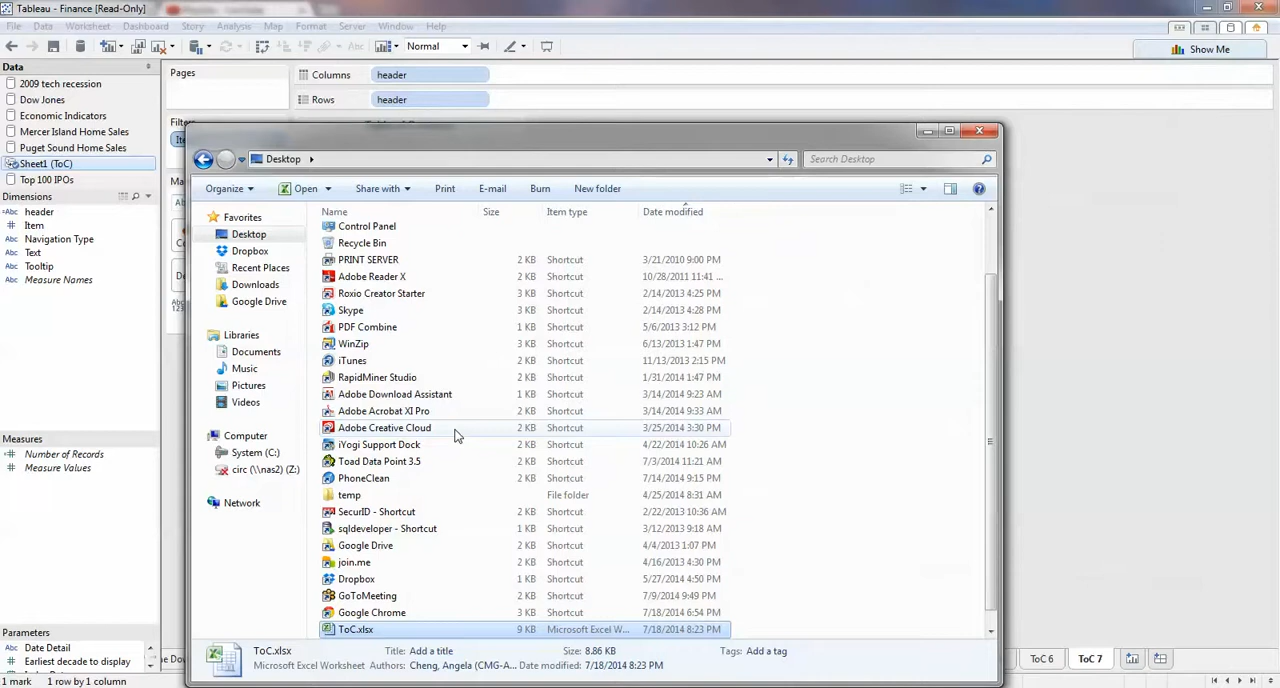 Tableau - Finance [Read-Only]
File Data Worksheet Dashboard Story Analysis Map Format Server Window Help
Normal
Show Me
Data
2009 tech recession
Dow Jones
Economic Indicators
Mercer Island Home Sales
Puget Sound Home Sales
Sheet1 (ToC)
Top 100 IPOs
Dimensions
Abc header
# Item
Abc Navigation Type
Abc Text
Abc Tooltip
Abc Measure Names
Measures
# Number of Records
# Measure Values
Parameters
Abc Date Detail
Earliest decade to display
Pages
Columns header
Rows header
Desktop
Search Desktop
Organize Open Share with Print E-mail Burn New folder
Favorites
Desktop
Dropbox
Recent Places
Downloads
Google Drive
Libraries
Documents
Music
Pictures
Videos
Computer
System (C:)
circ (\\nas2) (Z:)
Network
Name Size Item type Date modified
Control Panel
Recycle Bin
PRINT SERVER 2 KB Shortcut 3/21/2010 9:00 PM
Adobe Reader X 2 KB Shortcut 10/28/2011 11:41 ...
Roxio Creator Starter 3 KB Shortcut 2/14/2013 4:25 PM
Skype 3 KB Shortcut 2/14/2013 4:28 PM
PDF Combine 1 KB Shortcut 5/6/2013 3:12 PM
WinZip 3 KB Shortcut 6/13/2013 1:47 PM
iTunes 2 KB Shortcut 11/13/2013 2:15 PM
RapidMiner Studio 2 KB Shortcut 1/31/2014 1:47 PM
Adobe Download Assistant 2 KB Shortcut 3/14/2014 9:23 AM
Adobe Acrobat XI Pro 2 KB Shortcut 3/14/2014 9:33 AM
Adobe Creative Cloud 2 KB Shortcut 3/25/2014 3:30 PM
iYogi Support Dock 2 KB Shortcut 4/22/2014 10:26 AM
Toad Data Point 3.5 2 KB Shortcut 7/3/2014 11:21 AM
PhoneClean 2 KB Shortcut 7/14/2014 9:15 PM
temp File folder 4/25/2014 8:31 AM
SecurID - Shortcut 2 KB Shortcut 2/22/2013 10:36 AM
sqldeveloper - Shortcut 1 KB Shortcut 3/12/2013 9:18 AM
Google Drive 2 KB Shortcut 4/4/2013 1:07 PM
join.me 2 KB Shortcut 4/16/2013 4:30 PM
Dropbox 1 KB Shortcut 5/27/2014 4:50 PM
GoToMeeting 2 KB Shortcut 7/9/2014 9:49 PM
Google Chrome 3 KB Shortcut 7/18/2014 6:54 PM
ToC.xlsx 9 KB Microsoft Excel W... 7/18/2014 8:23 PM
ToC.xlsx Title: Add a title Size: 8.86 KB Tags: Add a tag
Microsoft Excel Worksheet Authors: Cheng, Angela (CMG-A... Date modified: 7/18/2014 8:23 PM
ToC 6 ToC 7
1 mark 1 row by 1 column